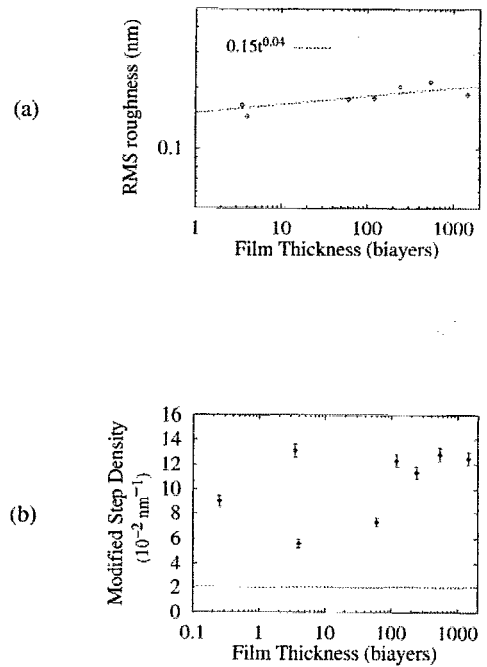 (a)
RMS roughness (nm)
0.15t^0.04
0.1
1 10 100 1000
Film Thickness (biayers)
(b)
Modified Step Density
(10^-2 nm^-1)
16
14
12
10
8
6
4
2
0
0.1 1 10 100 1000
Film Thickness (biayers)